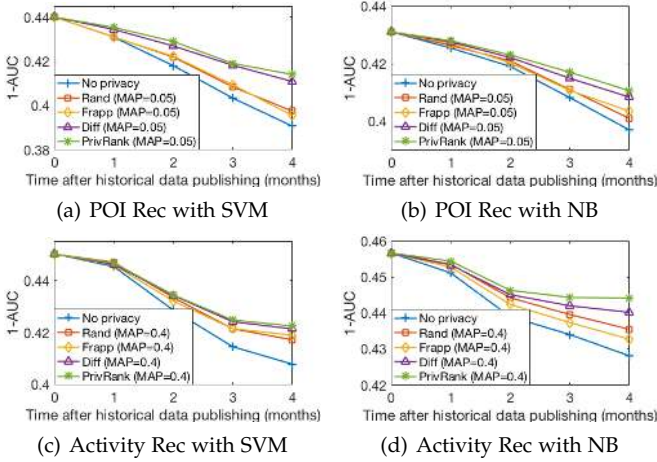 0.44
0.42
0.4
0.38
1-AUC
No privacy
Rand (MAP=0.05)
Frapp (MAP=0.05)
Diff (MAP=0.05)
PrivRank (MAP=0.05)
0 1 2 3 4
Time after historical data publishing (months)
(a) POI Rec with SVM
0.44
0.42
0.4
1-AUC
No privacy
Rand (MAP=0.05)
Frapp (MAP=0.05)
Diff (MAP=0.05)
PrivRank (MAP=0.05)
0 1 2 3 4
Time after historical data publishing (months)
(b) POI Rec with NB
0.44
0.42
0.4
1-AUC
No privacy
Rand (MAP=0.4)
Frapp (MAP=0.4)
Diff (MAP=0.4)
PrivRank (MAP=0.4)
0 1 2 3 4
Time after historical data publishing (months)
(c) Activity Rec with SVM
0.46
0.45
0.44
0.43
0.42
1-AUC
No privacy
Rand (MAP=0.4)
Frapp (MAP=0.4)
Diff (MAP=0.4)
PrivRank (MAP=0.4)
0 1 2 3 4
Time after historical data publishing (months)
(d) Activity Rec with NB